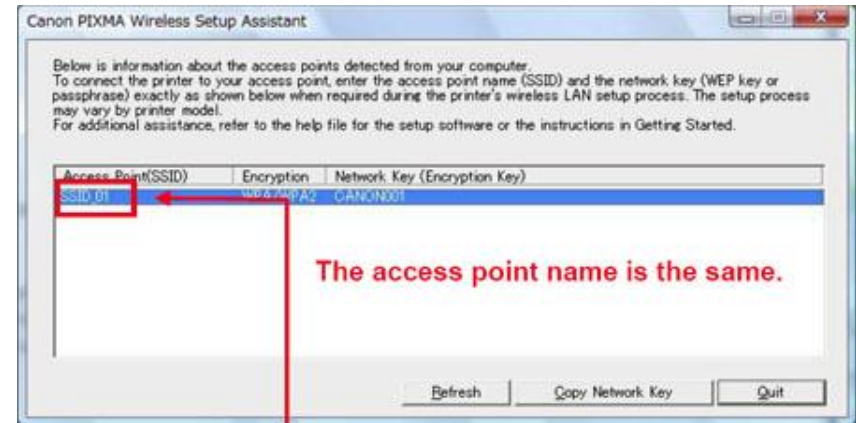 Canon PIXMA Wireless Setup Assistant
Below is information about the access points detected from your computer.
To connect the printer to your access point, enter the access point name (SSID) and the network key (WEP key or
passphrase) exactly as shown below when required during the printer's wireless LAN setup process. The setup process
may vary by printer model.
For additional assistance, refer to the help file for the setup software or the instructions in Getting Started.
Access Point(SSID) Encryption Network Key (Encryption Key)
SSID_01 WPA/WPA2 CANON001
The access point name is the same.
Refresh Copy Network Key Quit